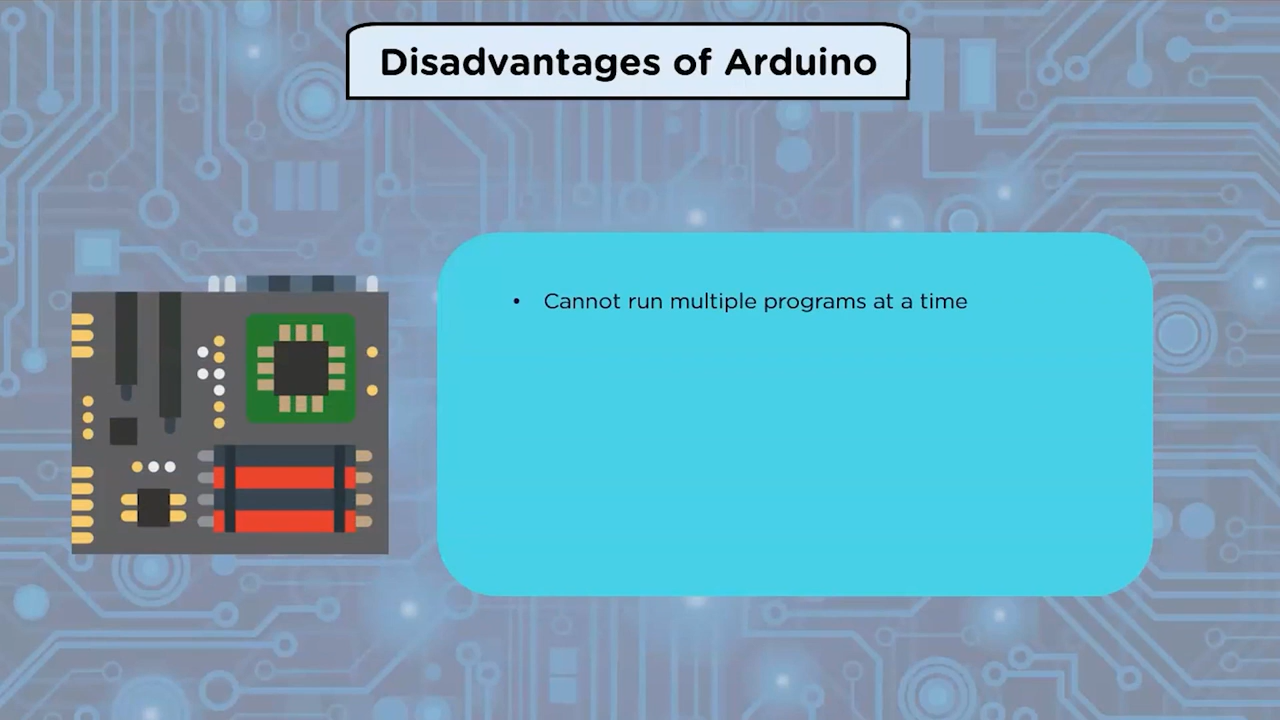 Disadvantages of Arduino
• Cannot run multiple programs at a time